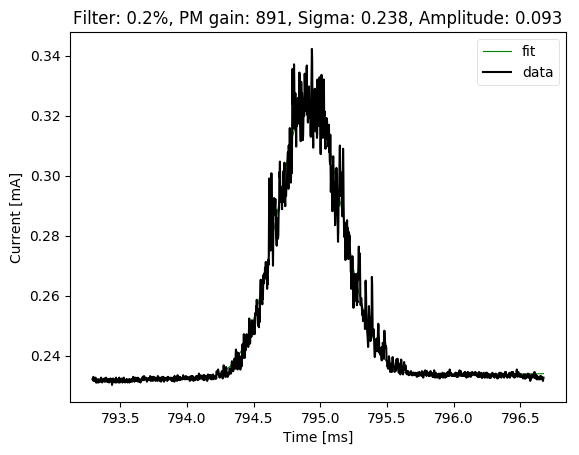 Filter: 0.2%, PM gain: 891, Sigma: 0.238, Amplitude: 0.093
fit
data
Current [mA]
0.34
0.32
0.30
0.28
0.26
0.24
793.5 794.0 794.5 795.0 795.5 796.0 796.5
Time [ms]